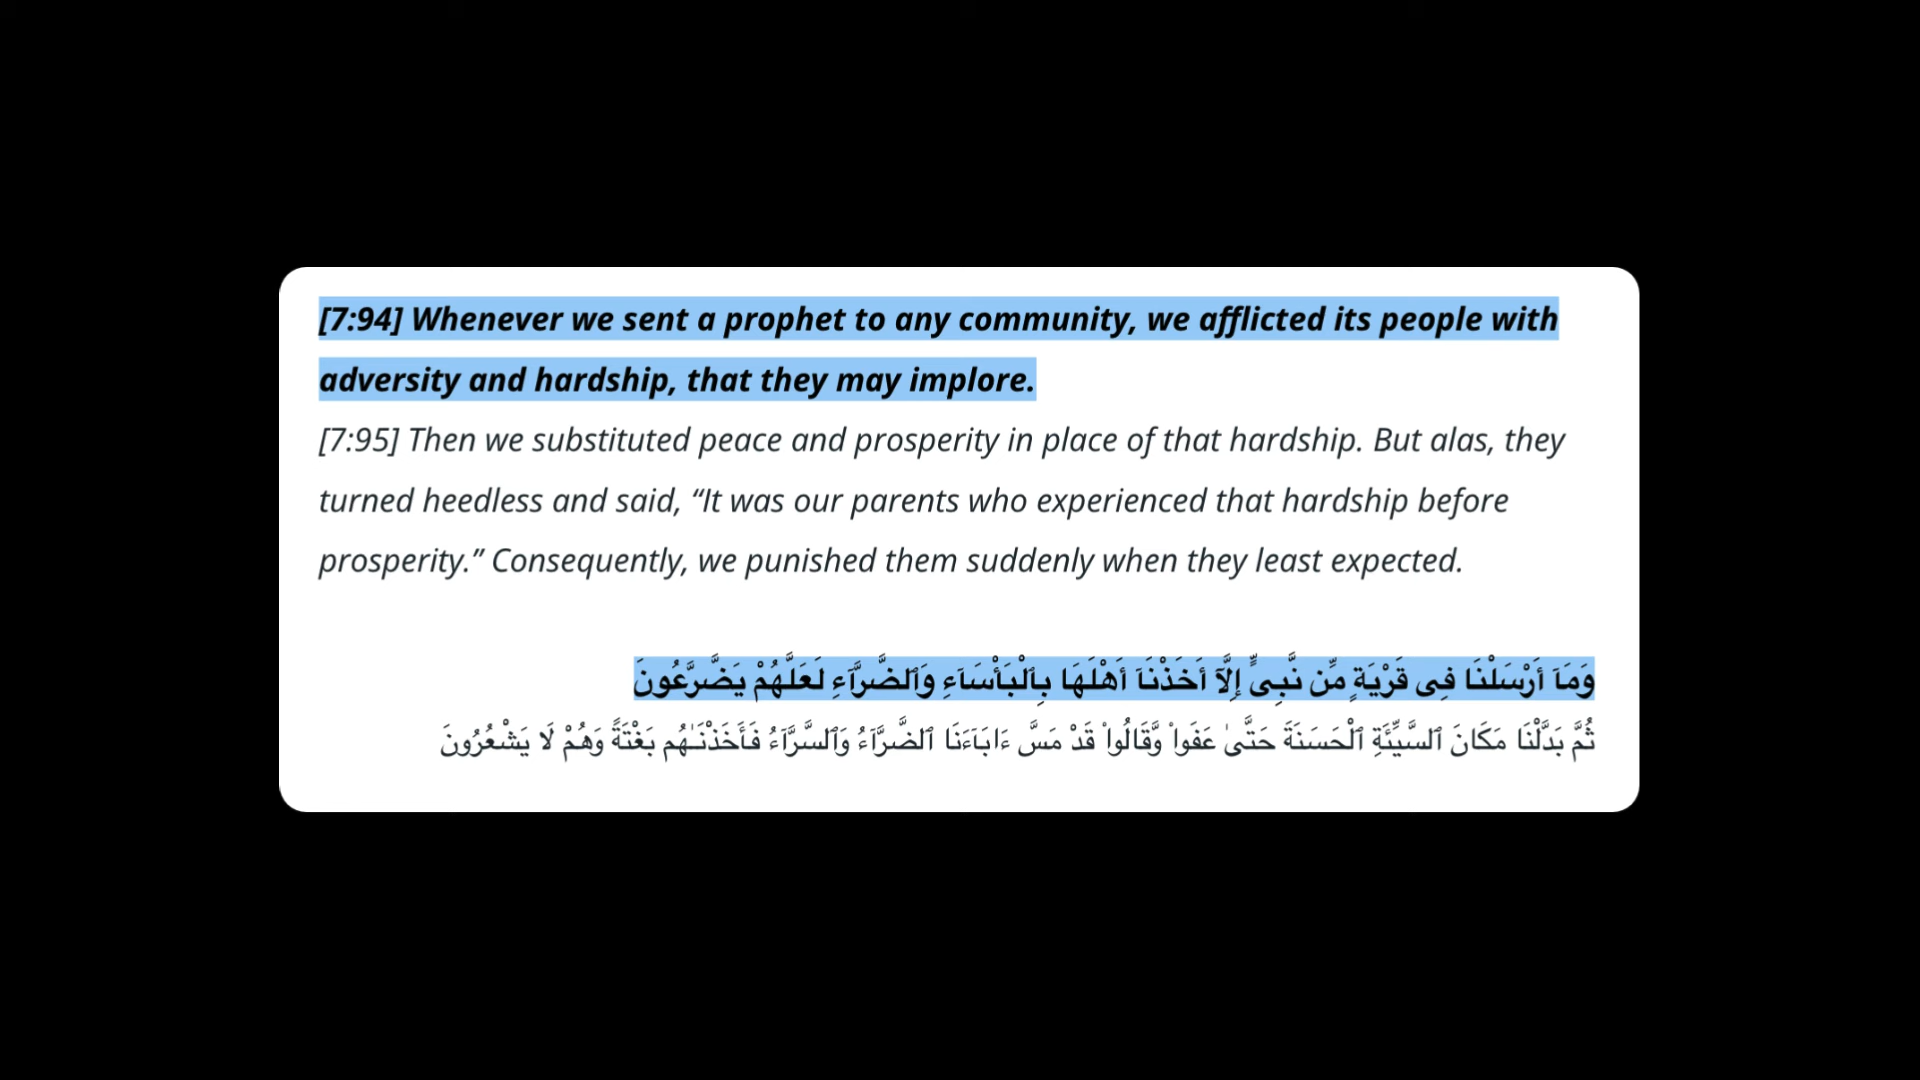 [7:94] Whenever we sent a prophet to any community, we afflicted its people with
adversity and hardship, that they may implore.
[7:95] Then we substituted peace and prosperity in place of that hardship. But alas, they
turned heedless and said, “It was our parents who experienced that hardship before
prosperity.” Consequently, we punished them suddenly when they least expected.
وَمَآ أَرْسَلْنَا فِى قَرْيَةٍ مِّن نَّبِىٍّ إِلَّآ أَخَذْنَآ أَهْلَهَا بِٱلْبَأْسَآءِ وَٱلضَّرَّآءِ لَعَلَّهُمْ يَضَّرَّعُونَ
ثُمَّ بَدَّلْنَا مَكَانَ ٱلسَّيِّئَةِ ٱلْحَسَنَةَ حَتَّىٰ عَفَوا۟ وَّقَالُوا۟ قَدْ مَسَّ ءَابَآءَنَا ٱلضَّرَّآءُ وَٱلسَّرَّآءُ فَأَخَذْنَـٰهُم بَغْتَةً وَهُمْ لَا يَشْعُرُونَ